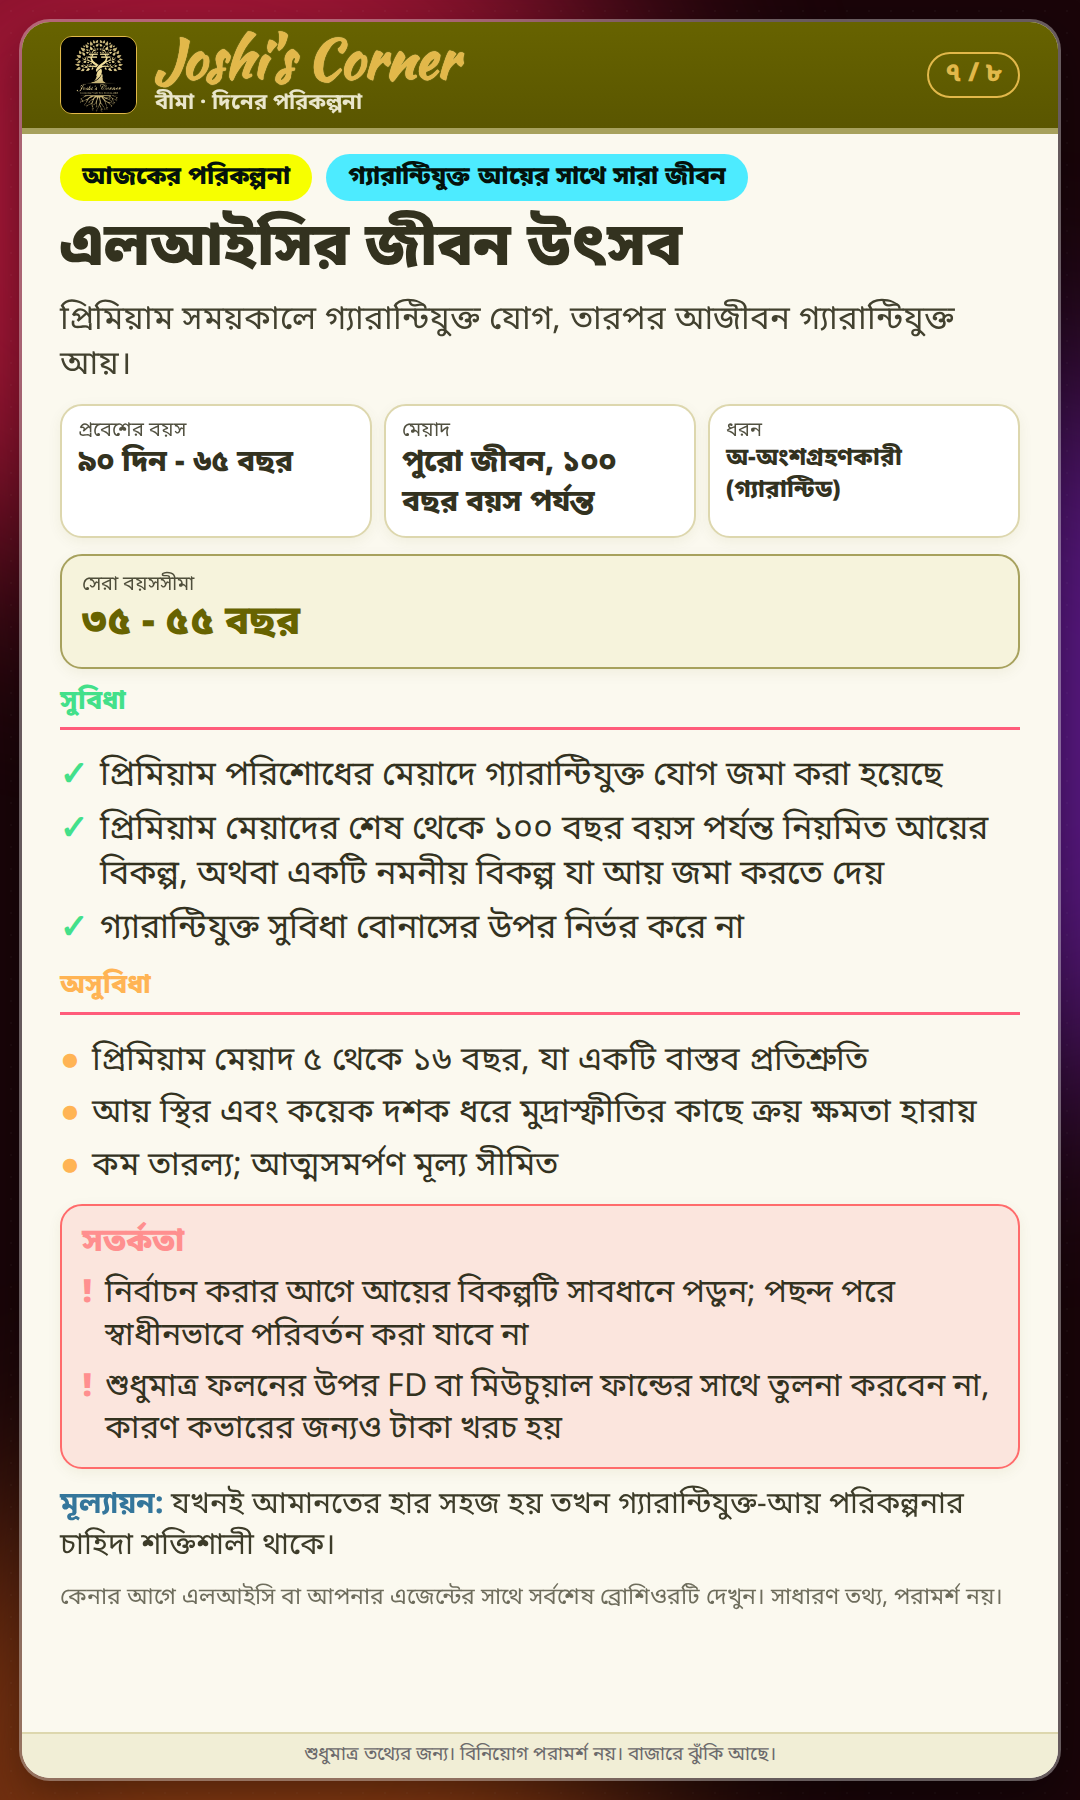 Joshi's Corner
বীমা · দিনের পরিকল্পনা
৭ / ৮
আজকের পরিকল্পনা
গ্যারান্টিযুক্ত আয়ের সাথে সারা জীবন
এলআইসির জীবন উৎসব
প্রিমিয়াম সময়কালে গ্যারান্টিযুক্ত যোগ, তারপর আজীবন গ্যারান্টিযুক্ত
আয়।
প্রবেশের বয়স
৯০ দিন - ৬৫ বছর
মেয়াদ
পুরো জীবন, ১০০
বছর বয়স পর্যন্ত
ধরন
অ-অংশগ্রহণকারী
(গ্যারান্টিড)
সেরা বয়সসীমা
৩৫ - ৫৫ বছর
সুবিধা
✓ প্রিমিয়াম পরিশোধের মেয়াদে গ্যারান্টিযুক্ত যোগ জমা করা হয়েছে
✓ প্রিমিয়াম মেয়াদের শেষ থেকে ১০০ বছর বয়স পর্যন্ত নিয়মিত আয়ের
বিকল্প, অথবা একটি নমনীয় বিকল্প যা আয় জমা করতে দেয়
✓ গ্যারান্টিযুক্ত সুবিধা বোনাসের উপর নির্ভর করে না
অসুবিধা
● প্রিমিয়াম মেয়াদ ৫ থেকে ১৬ বছর, যা একটি বাস্তব প্রতিশ্রুতি
● আয় স্থির এবং কয়েক দশক ধরে মুদ্রাস্ফীতির কাছে ক্রয় ক্ষমতা হারায়
● কম তারল্য; আত্মসমর্পণ মূল্য সীমিত
সতর্কতা
! নির্বাচন করার আগে আয়ের বিকল্পটি সাবধানে পড়ুন; পছন্দ পরে
স্বাধীনভাবে পরিবর্তন করা যাবে না
! শুধুমাত্র ফলনের উপর FD বা মিউচুয়াল ফান্ডের সাথে তুলনা করবেন না,
কারণ কভারের জন্যও টাকা খরচ হয়
মূল্যায়ন: যখনই আমানতের হার সহজ হয় তখন গ্যারান্টিযুক্ত-আয় পরিকল্পনার
চাহিদা শক্তিশালী থাকে।
কেনার আগে এলআইসি বা আপনার এজেন্টের সাথে সর্বশেষ ব্রোশিওরটি দেখুন। সাধারণ তথ্য, পরামর্শ নয়।
শুধুমাত্র তথ্যের জন্য। বিনিয়োগ পরামর্শ নয়। বাজারে ঝুঁকি আছে।